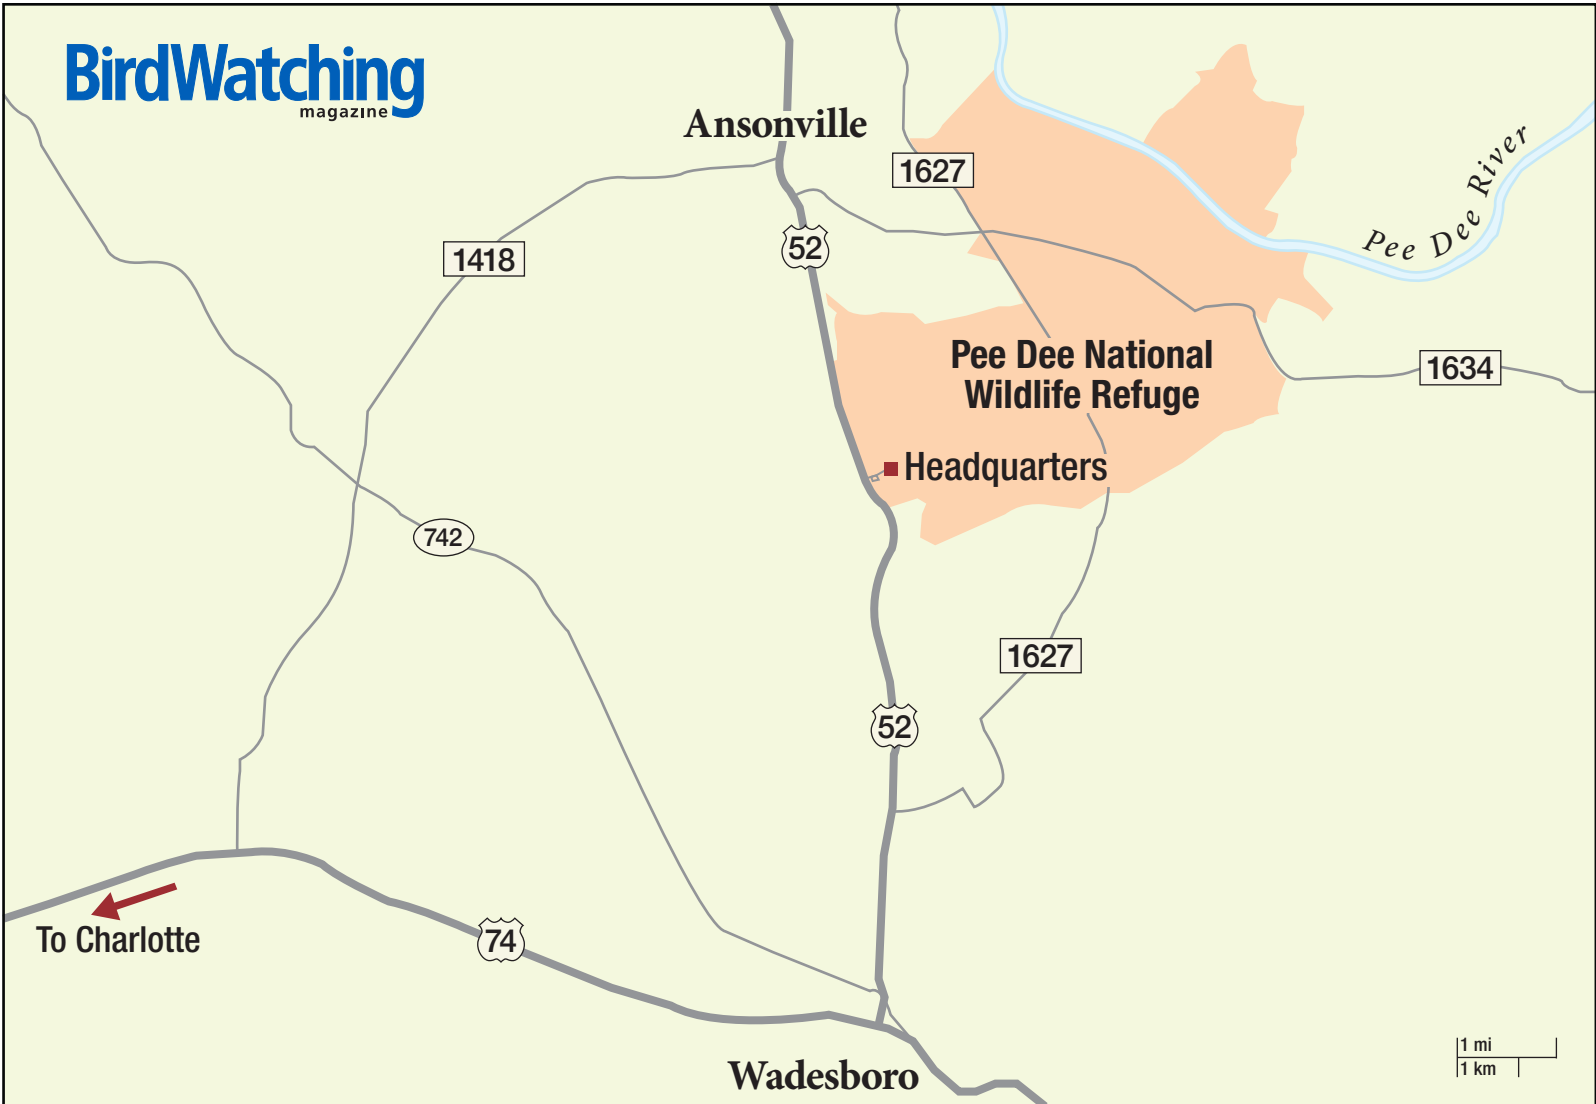 BirdWatching
magazine
Ansonville
1627
Pee Dee River
52
1418
Pee Dee National
Wildlife Refuge
1634
Headquarters
742
1627
52
To Charlotte
74
Wadesboro
1 mi
1 km